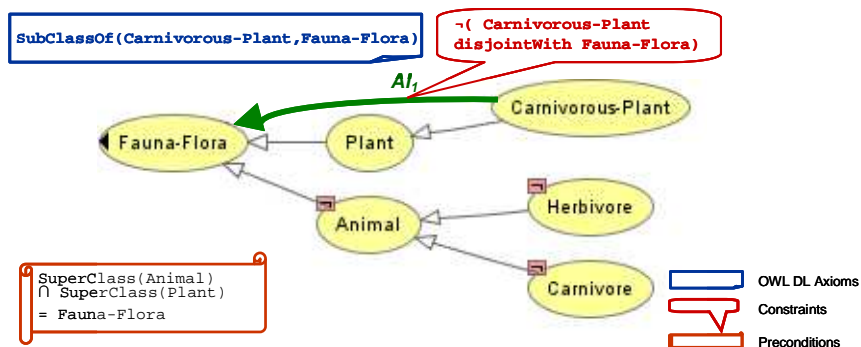 SubClassOf(Carnivorous-Plant,Fauna-Flora)
¬( Carnivorous-Plant
disjointWith Fauna-Flora)
AI1
Carnivorous-Plant
Fauna-Flora
Plant
¬
Herbivore
¬
Animal
¬
Carnivore
SuperClass(Animal)
∩ SuperClass(Plant)
= Fauna-Flora
OWL DL Axioms
Constraints
Preconditions